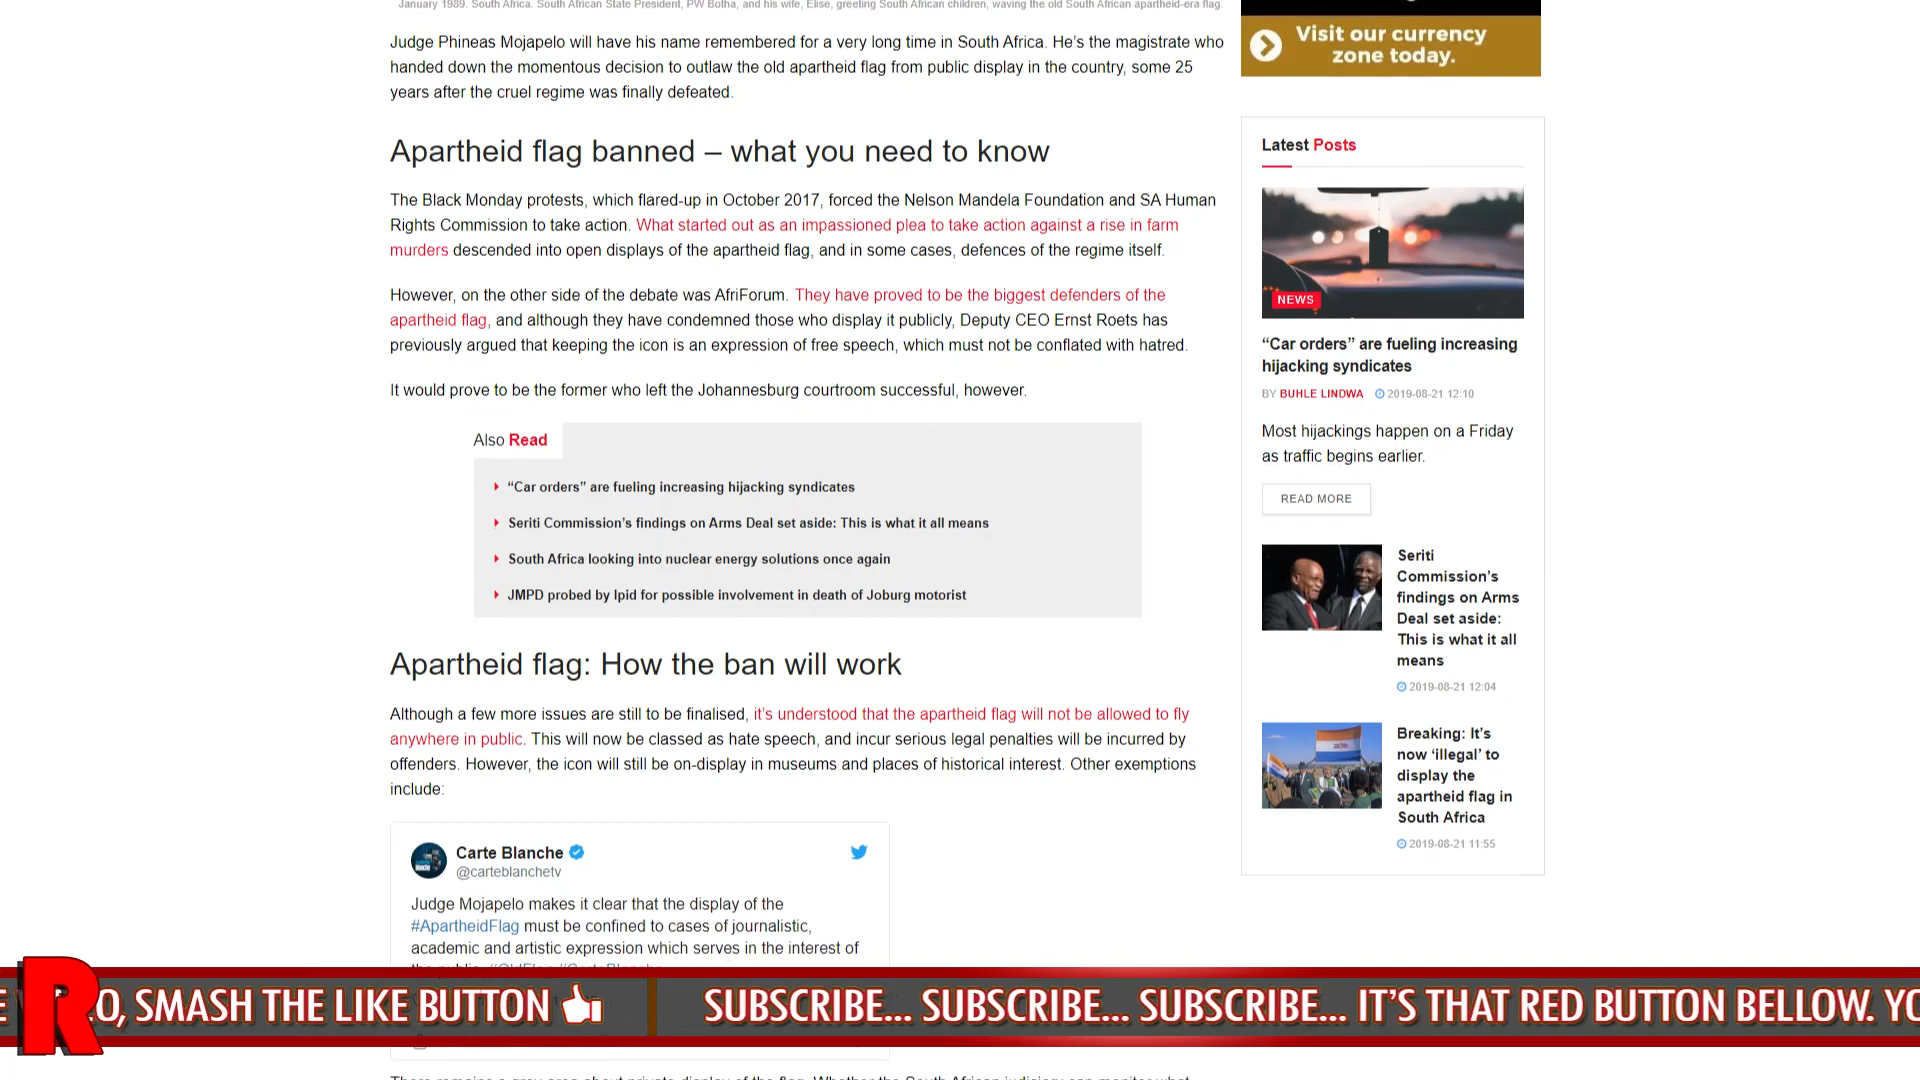 January 1989. South Africa. South African State President, PW Botha, and his wife, Elise, greeting South African children, waving the old South African apartheid-era flag.
Judge Phineas Mojapelo will have his name remembered for a very long time in South Africa. He’s the magistrate who
handed down the momentous decision to outlaw the old apartheid flag from public display in the country, some 25
years after the cruel regime was finally defeated.
Apartheid flag banned – what you need to know
The Black Monday protests, which flared-up in October 2017, forced the Nelson Mandela Foundation and SA Human
Rights Commission to take action. What started out as an impassioned plea to take action against a rise in farm
murders descended into open displays of the apartheid flag, and in some cases, defences of the regime itself.
However, on the other side of the debate was AfriForum. They have proved to be the biggest defenders of the
apartheid flag, and although they have condemned those who display it publicly, Deputy CEO Ernst Roets has
previously argued that keeping the icon is an expression of free speech, which must not be conflated with hatred.
It would prove to be the former who left the Johannesburg courtroom successful, however.
Also Read
“Car orders” are fueling increasing hijacking syndicates
Seriti Commission’s findings on Arms Deal set aside: This is what it all means
South Africa looking into nuclear energy solutions once again
JMPD probed by Ipid for possible involvement in death of Joburg motorist
Apartheid flag: How the ban will work
Although a few more issues are still to be finalised, it’s understood that the apartheid flag will not be allowed to fly
anywhere in public. This will now be classed as hate speech, and incur serious legal penalties will be incurred by
offenders. However, the icon will still be on-display in museums and places of historical interest. Other exemptions
include:
Carte Blanche
@carteblanchetv
Judge Mojapelo makes it clear that the display of the
#ApartheidFlag must be confined to cases of journalistic,
academic and artistic expression which serves in the interest of
the public. #OldFlag #CarteBlanche
Visit our currency
zone today.
Latest Posts
NEWS
“Car orders” are fueling increasing
hijacking syndicates
BY BUHLE LINDWA 2019-08-21 12:10
Most hijackings happen on a Friday
as traffic begins earlier.
READ MORE
Seriti
Commission’s
findings on Arms
Deal set aside:
This is what it all
means
2019-08-21 12:04
Breaking: It’s
now ‘illegal’ to
display the
apartheid flag in
South Africa
2019-08-21 11:55
R
O, SMASH THE LIKE BUTTON SUBSCRIBE... SUBSCRIBE... SUBSCRIBE... IT’S THAT RED BUTTON BELLOW. YO